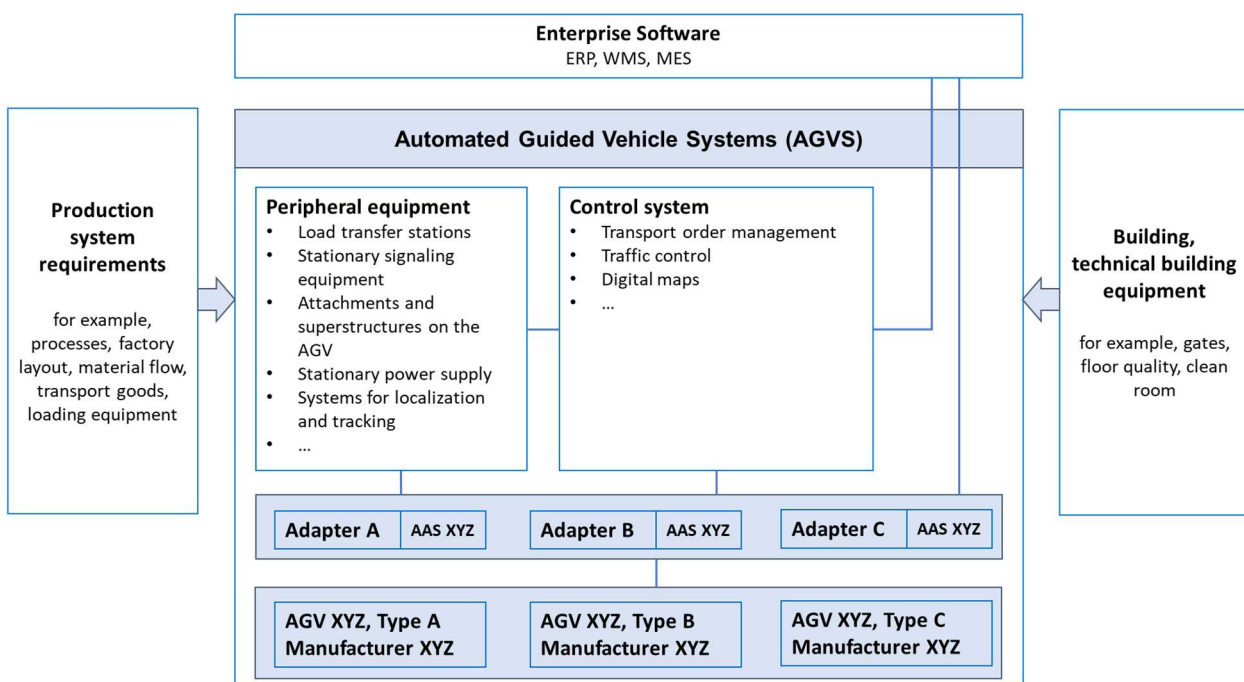 Enterprise Software
ERP, WMS, MES
Automated Guided Vehicle Systems (AGVS)
Production
system
requirements
for example,
processes, factory
layout, material flow,
transport goods,
loading equipment
Peripheral equipment
• Load transfer stations
• Stationary signaling
equipment
• Attachments and
superstructures on the
AGV
• Stationary power supply
• Systems for localization
and tracking
• ...
Control system
• Transport order management
• Traffic control
• Digital maps
• ...
Building,
technical building
equipment
for example, gates,
floor quality, clean
room
Adapter A AAS XYZ
Adapter B AAS XYZ
Adapter C AAS XYZ
AGV XYZ, Type A
Manufacturer XYZ
AGV XYZ, Type B
Manufacturer XYZ
AGV XYZ, Type C
Manufacturer XYZ